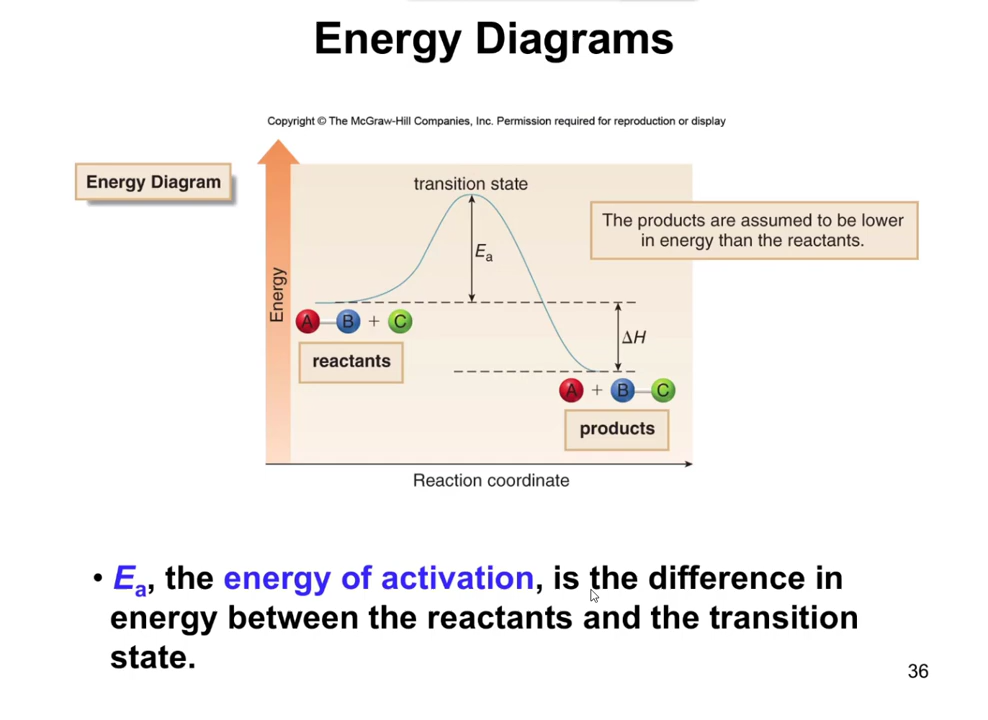 Energy Diagrams
Copyright © The McGraw-Hill Companies, Inc. Permission required for reproduction or display
Energy Diagram
transition state
The products are assumed to be lower
in energy than the reactants.
Ea
Energy
A B + C
ΔH
reactants
A + B C
products
Reaction coordinate
• Ea, the energy of activation, is the difference in
energy between the reactants and the transition
state.
36